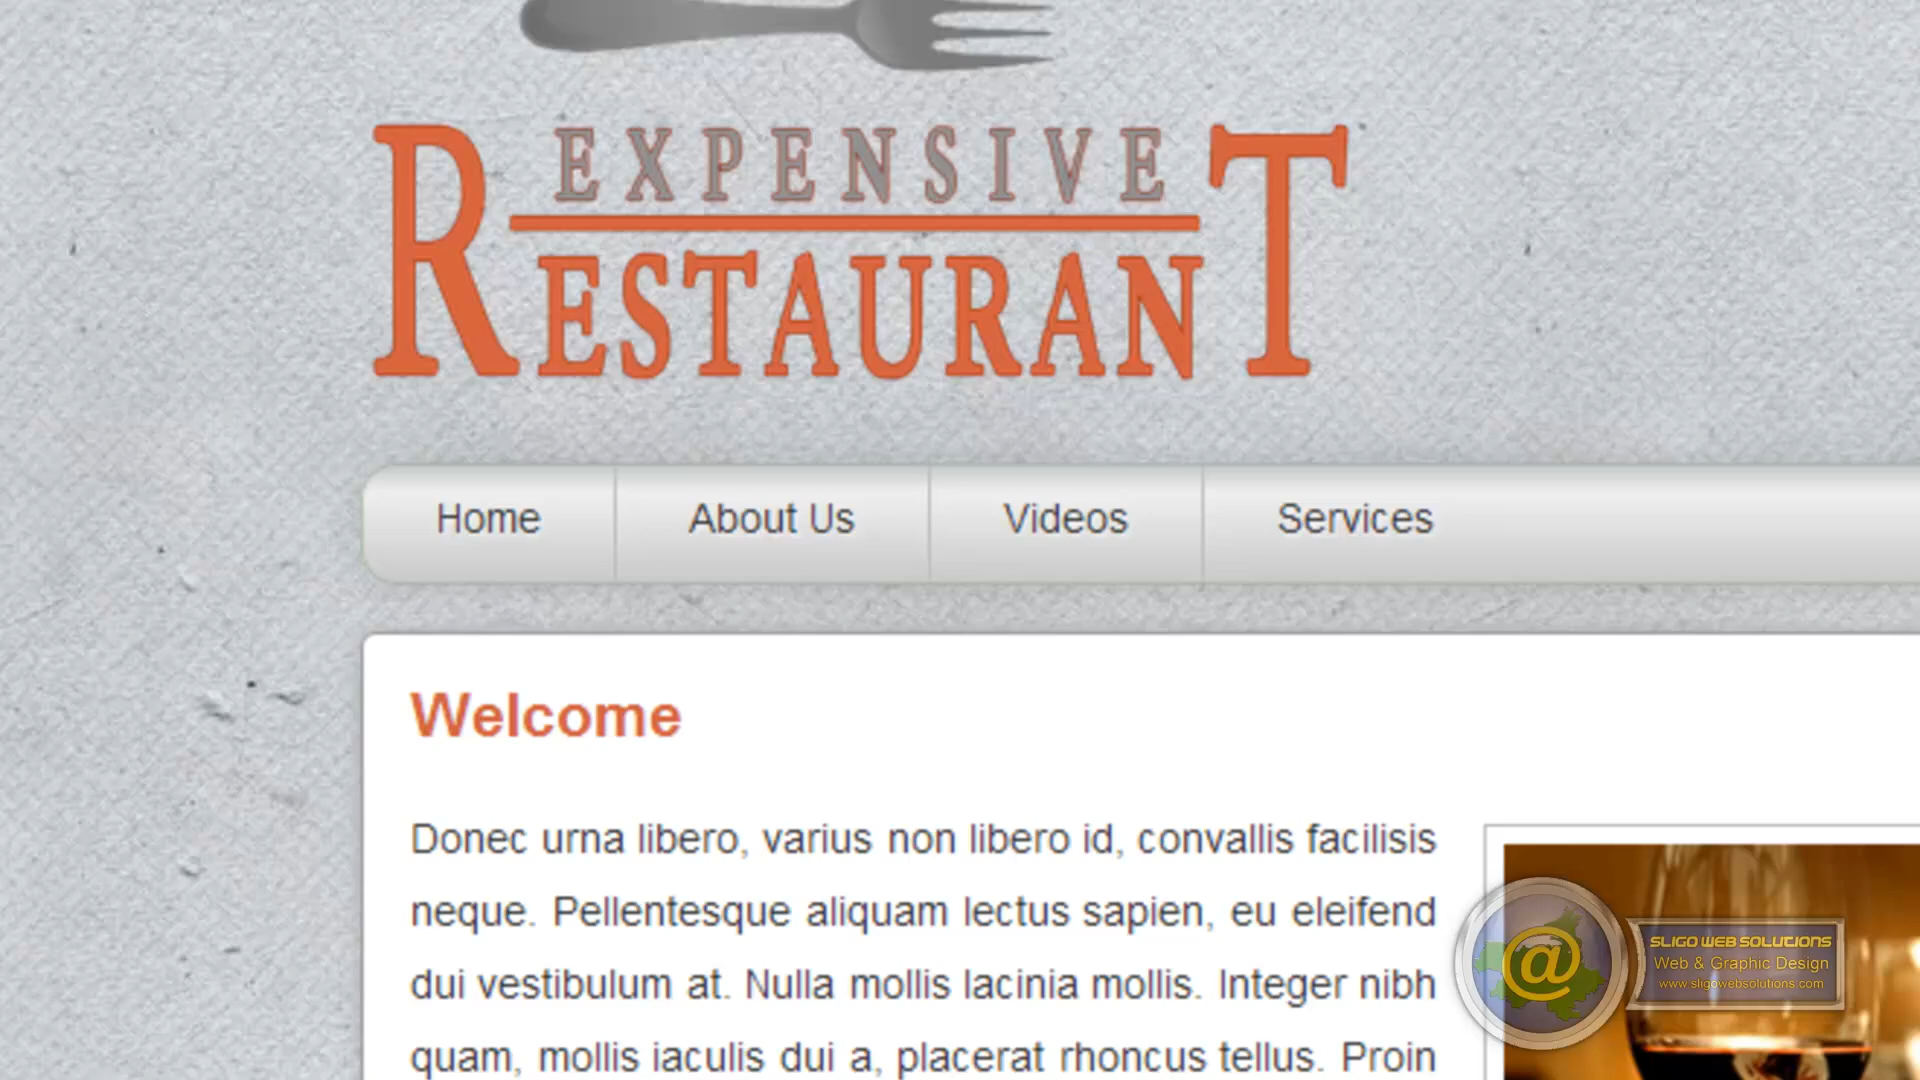 EXPENSIVE
RESTAURANT
Home
About Us
Videos
Services
Welcome
Donec urna libero, varius non libero id, convallis facilisis
neque. Pellentesque aliquam lectus sapien, eu eleifend
dui vestibulum at. Nulla mollis lacinia mollis. Integer nibh
quam, mollis iaculis dui a, placerat rhoncus tellus. Proin
@
SLIGO WEB SOLUTIONS
Web & Graphic Design
www.sligowebsolutions.com